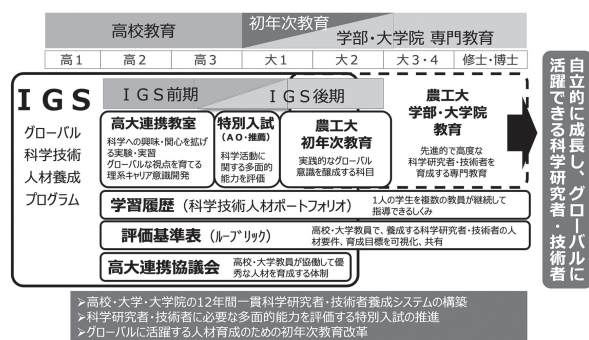 高校教育
初年次教育
学部・大学院 専門教育
高1
高2
高3
大1
大2
大3・4
修士・博士
IGS
グローバル
科学技術
人材養成
プログラム
IGS前期
IGS後期
高大連携教室
科学への興味・関心を拡げ
る実験・実習
グローバルな視点を育てる
理系キャリア意識開発
特別入試
(AO・推薦)
科学活動に
関する多面的
能力を評価
農工大
初年次教育
実践的なグローバル
意識を醸成する科目
農工大
学部・大学院
教育
先進的で高度な
科学研究者・技術者を
育成する専門教育
学習履歴(科学技術人材ポートフォリオ)
1人の学生を複数の教員が継続して
指導できるしくみ
評価基準表(ルーブリック)
高校・大学教員で、養成する科学研究者・技術者の人
材要件、育成目標を可視化、共有
高大連携協議会
高校・大学教員が協働して優
秀な人材を育成する体制
自立的に成長し、グローバルに
活躍できる科学研究者・技術者
➢高校・大学・大学院の12年間一貫科学研究者・技術者養成システムの構築
➢科学研究者・技術者に必要な多面的能力を評価する特別入試の推進
➢グローバルに活躍する人材育成のための初年次教育改革